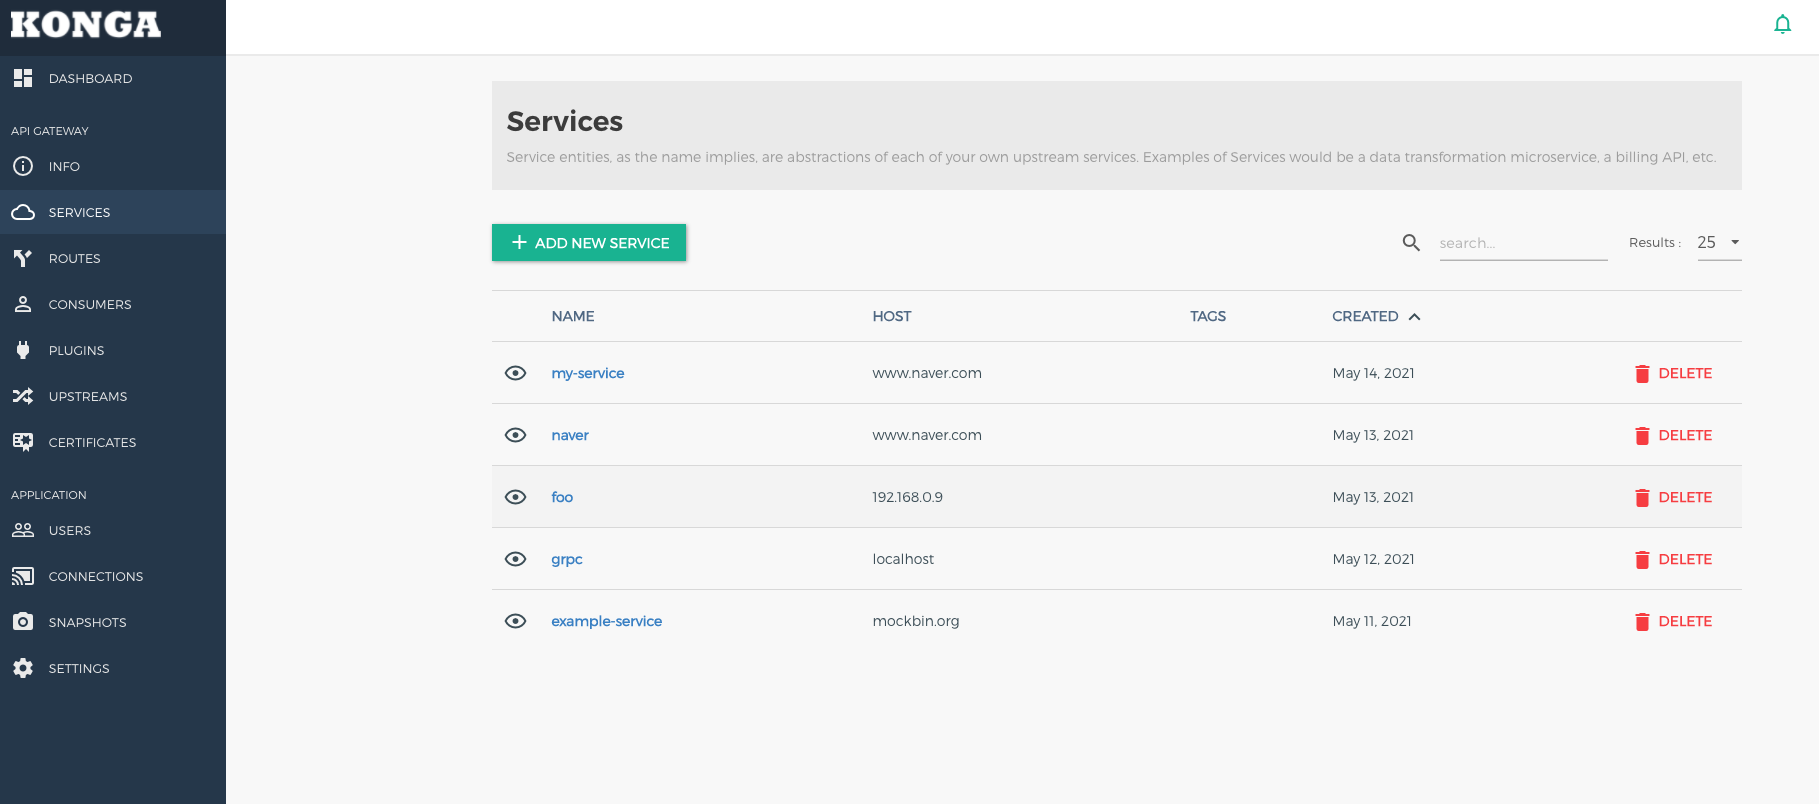 KONGA
DASHBOARD
API GATEWAY
INFO
SERVICES
ROUTES
CONSUMERS
PLUGINS
UPSTREAMS
CERTIFICATES
APPLICATION
USERS
CONNECTIONS
SNAPSHOTS
SETTINGS
Services
Service entities, as the name implies, are abstractions of each of your own upstream services. Examples of Services would be a data transformation microservice, a billing API, etc.
ADD NEW SERVICE search... Results : 25
NAME HOST TAGS CREATED
my-service www.naver.com May 14, 2021 DELETE
naver www.naver.com May 13, 2021 DELETE
foo 192.168.0.9 May 13, 2021 DELETE
grpc localhost May 12, 2021 DELETE
example-service mockbin.org May 11, 2021 DELETE